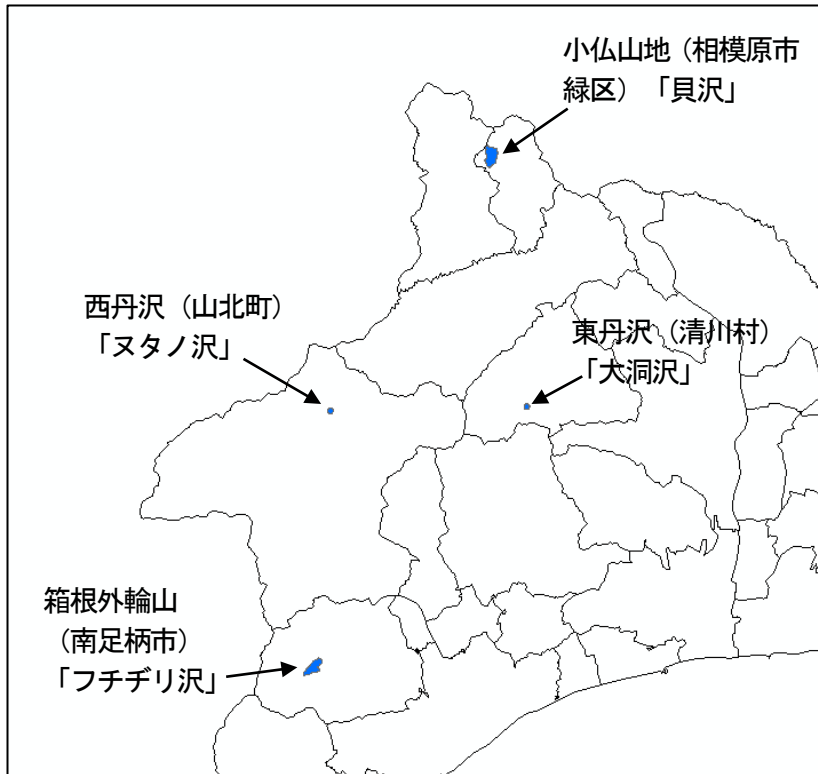 小仏山地（相模原市
緑区）「貝沢」
西丹沢（山北町）
「ヌタノ沢」
東丹沢（清川村）
「大洞沢」
箱根外輪山
（南足柄市）
「フチヂリ沢」